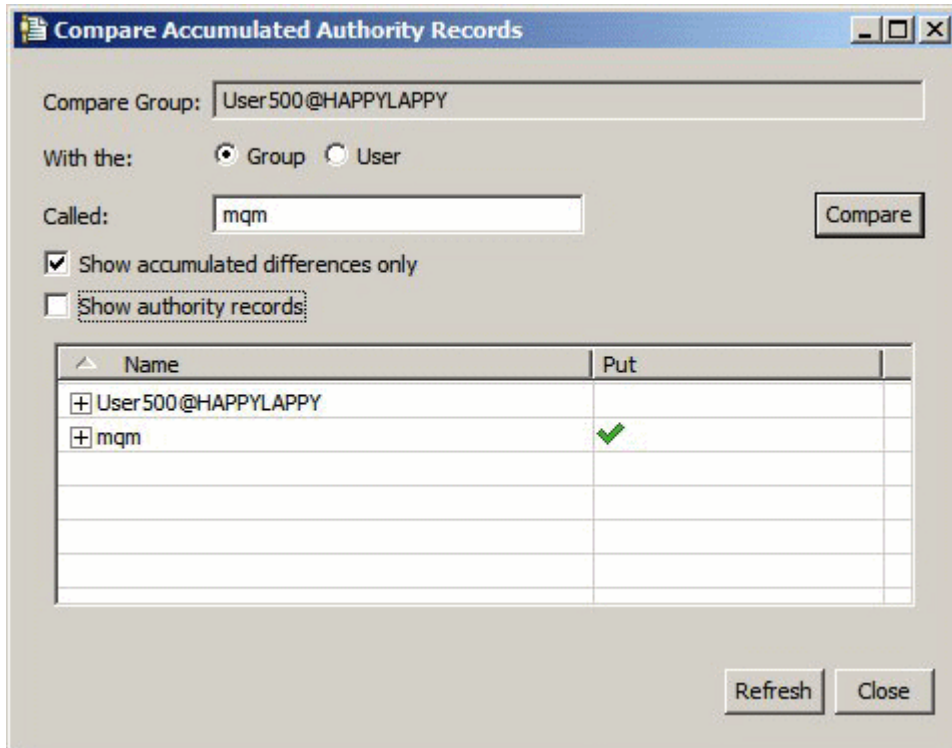 Compare Accumulated Authority Records
Compare Group: User500@HAPPYLAPPY
With the: Group User
Called: mqm Compare
Show accumulated differences only
Show authority records
Name Put
User500@HAPPYLAPPY
mqm
Refresh Close